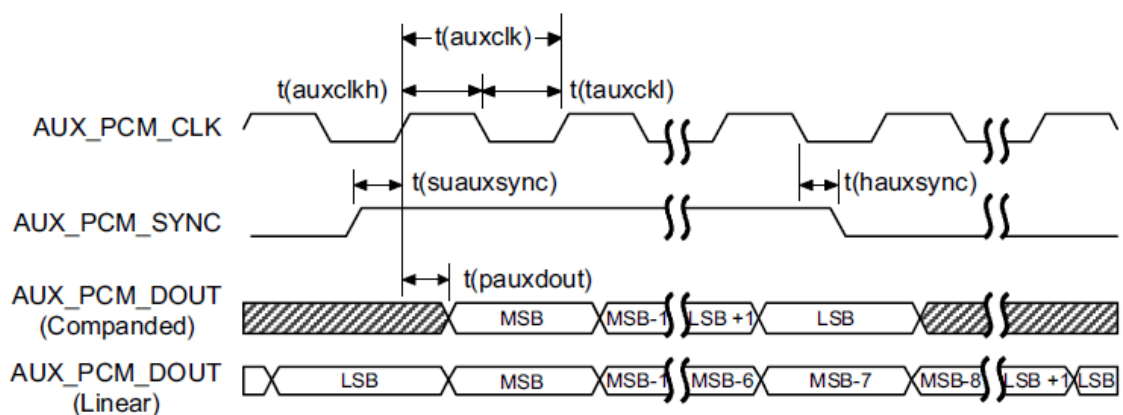 t(auxclk)
t(auxclkh)
t(tauxckl)
AUX_PCM_CLK
t(suauxsync)
t(hauxsync)
AUX_PCM_SYNC
t(pauxdout)
AUX_PCM_DOUT
(Companded)
MSB
MSB-1
LSB +1
LSB
AUX_PCM_DOUT
(Linear)
LSB
MSB
MSB-1
MSB-6
MSB-7
MSB-8
LSB +1
LSB